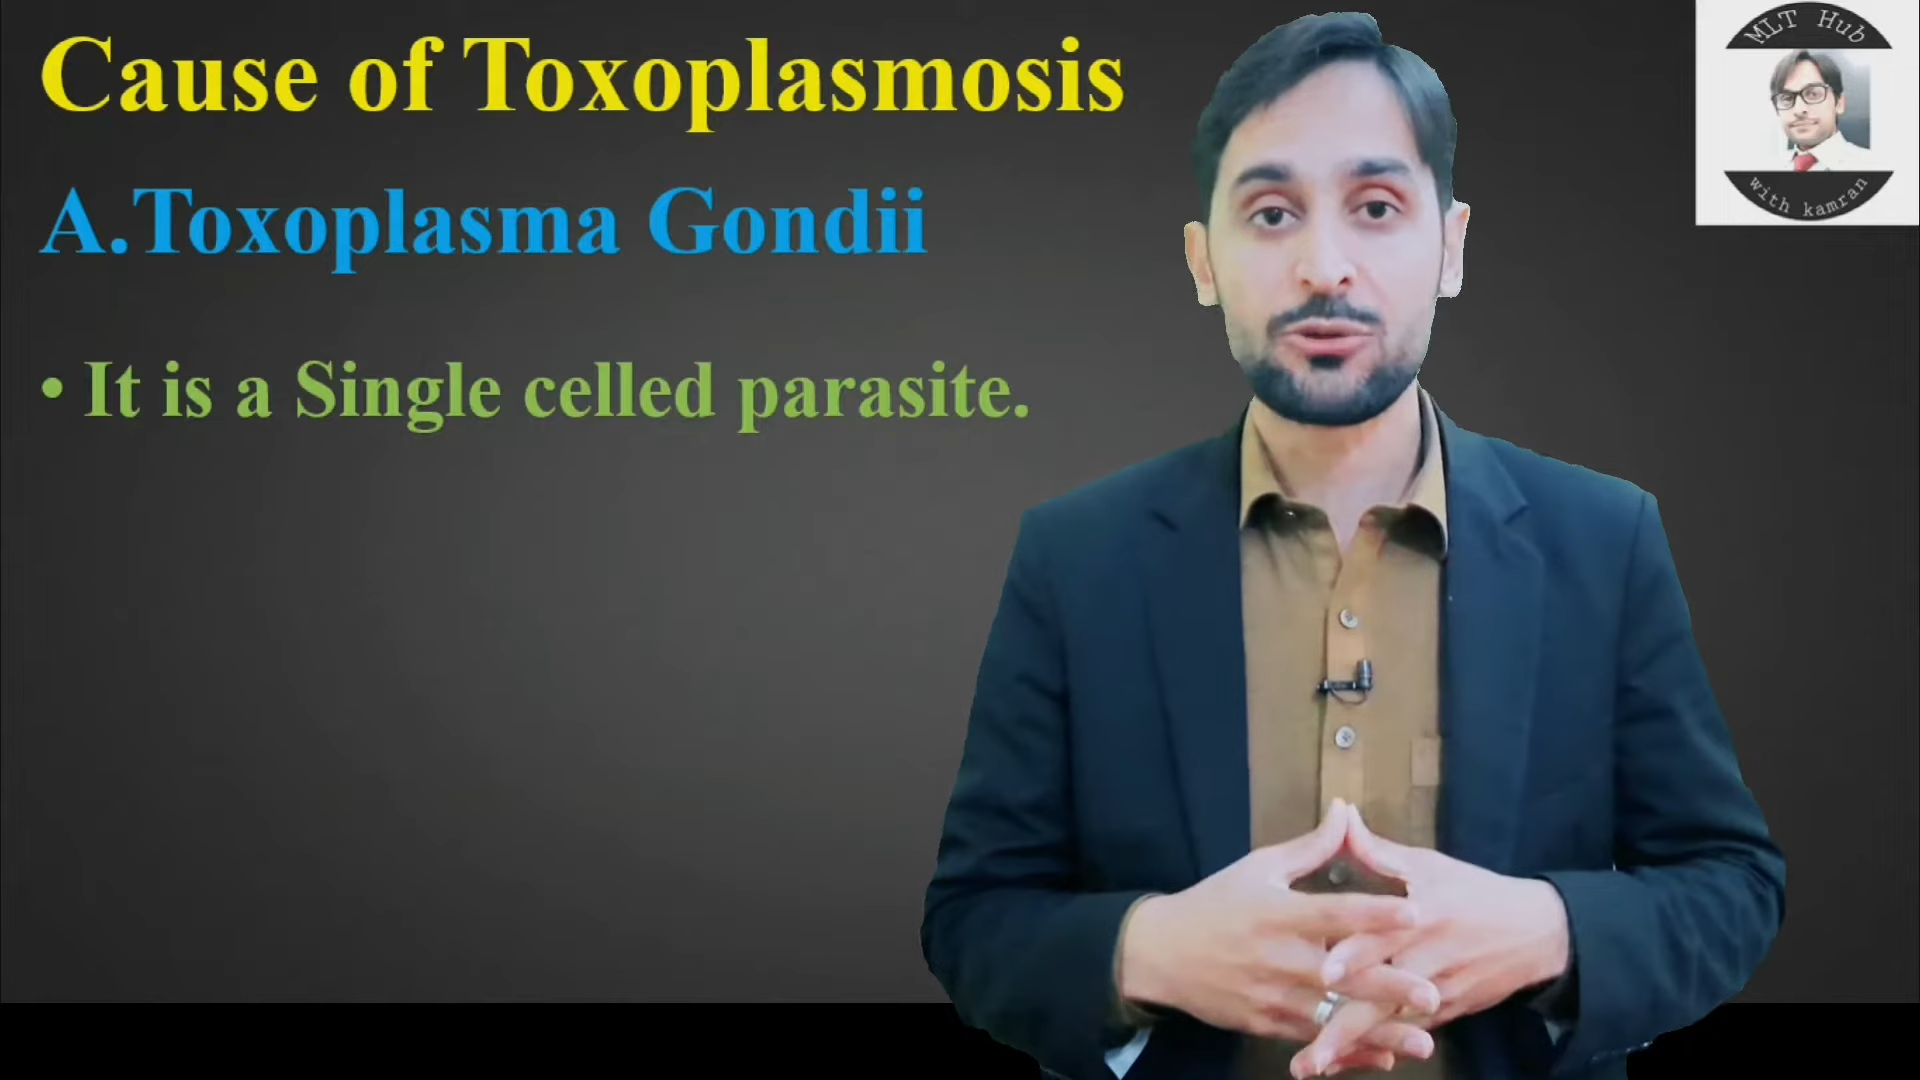 Cause of Toxoplasmosis
A.Toxoplasma Gondii
• It is a Single celled parasite.
MLT Hub
with kamran